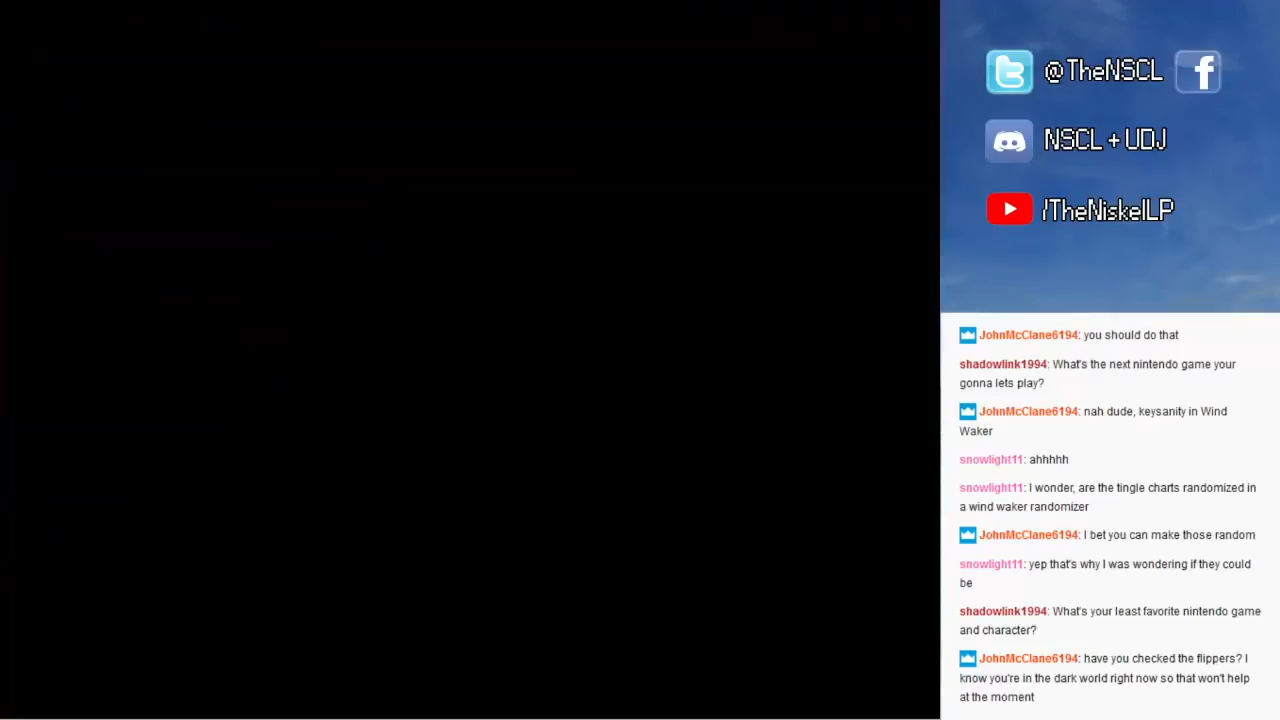 @TheNSCL
NSCL + UDJ
/TheNiskelLP
JohnMcClane6194: you should do that
shadowlink1994: What's the next nintendo game your
gonna lets play?
JohnMcClane6194: nah dude, keysanity in Wind
Waker
snowlight11: ahhhhh
snowlight11: I wonder, are the tingle charts randomized in
a wind waker randomizer
JohnMcClane6194: I bet you can make those random
snowlight11: yep that's why I was wondering if they could
be
shadowlink1994: What's your least favorite nintendo game
and character?
JohnMcClane6194: have you checked the flippers? I
know you're in the dark world right now so that won't help
at the moment